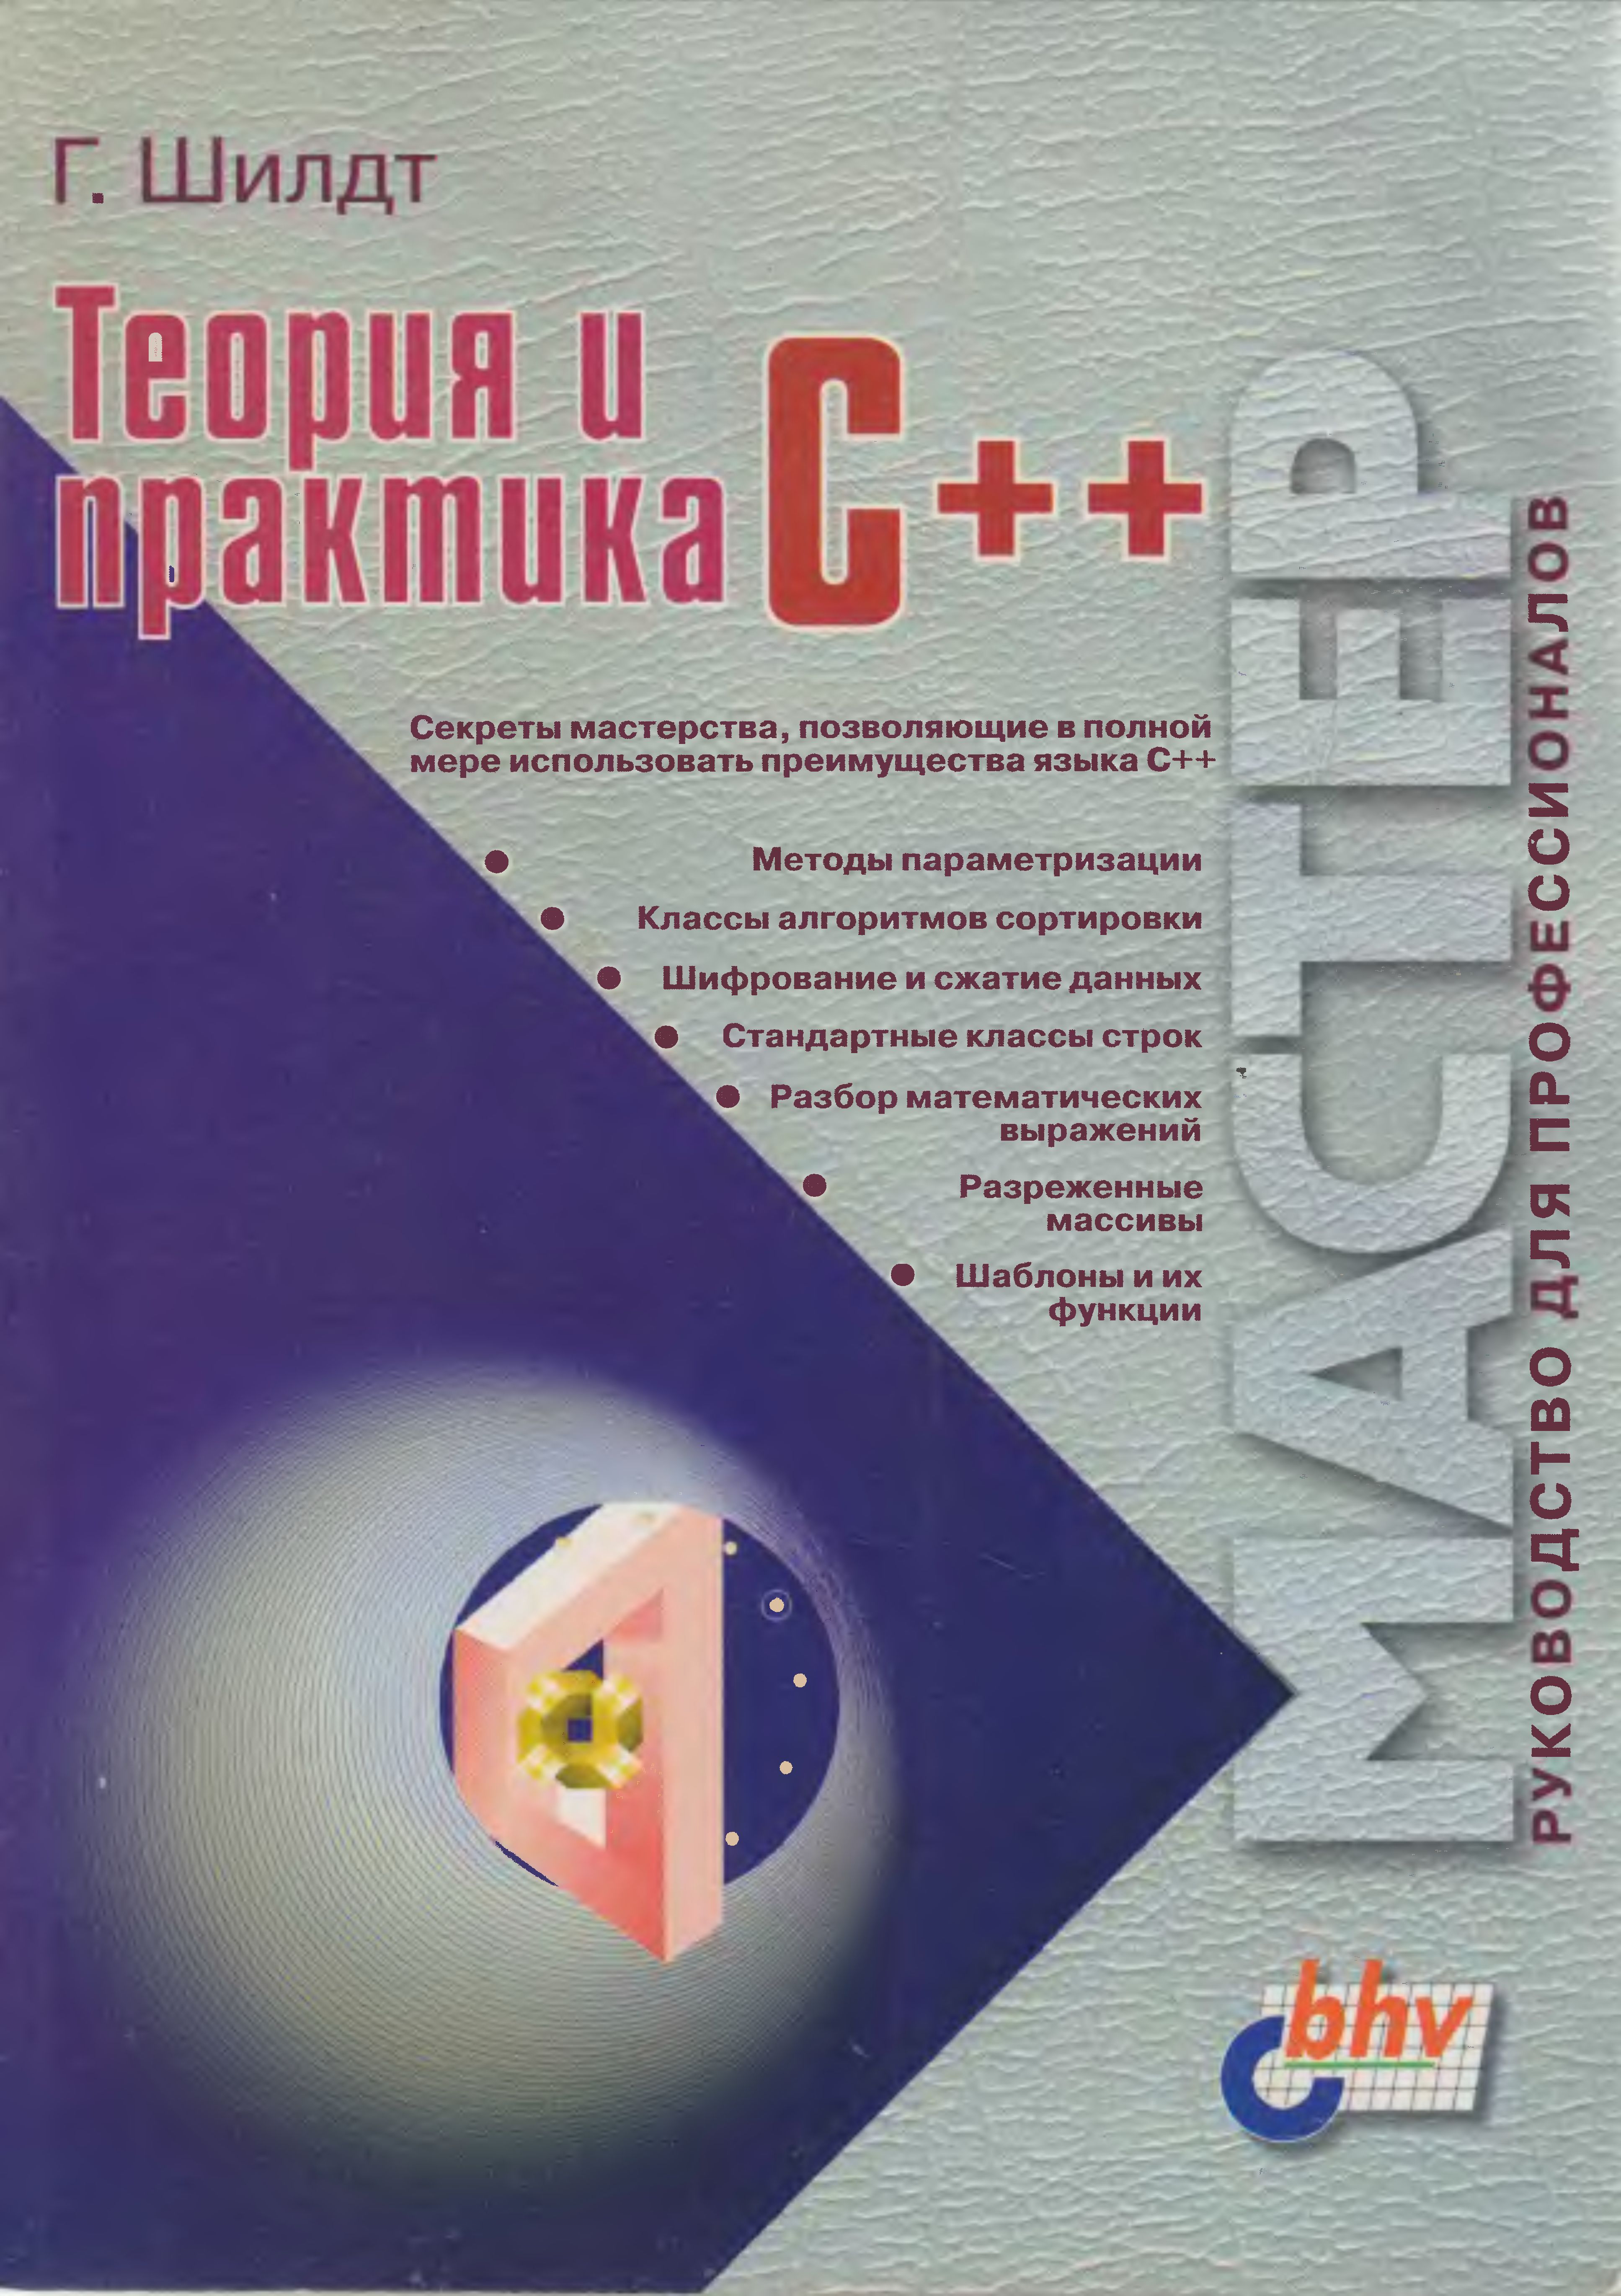 Г. Шилдт
Теория и
практика C++
Секреты мастерства, позволяющие в полной
мере использовать преимущества языка C++
Методы параметризации
Классы алгоритмов сортировки
Шифрование и сжатие данных
Стандартные классы строк
Разбор математических
выражений
Разреженные
массивы
Шаблоны и их
функции
МАСТЕР
РУКОВОДСТВО ДЛЯ ПРОФЕССИОНАЛОВ
bhv